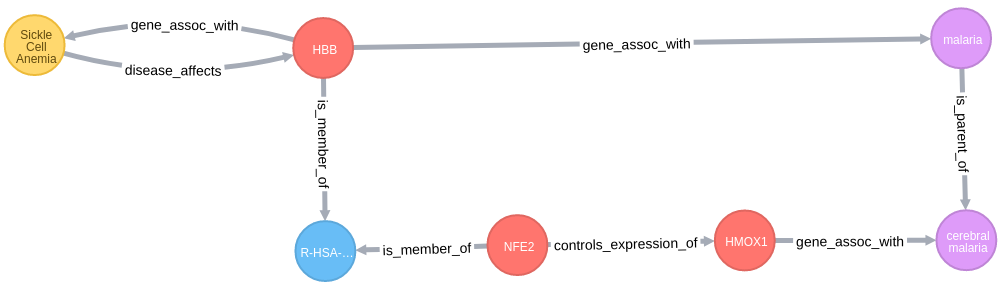 Sickle
Cell
Anemia
gene_assoc_with
disease_affects
HBB
gene_assoc_with
malaria
is_member_of
is_parent_of
R-HSA-...
is_member_of
NFE2
controls_expression_of
HMOX1
gene_assoc_with
cerebral
malaria